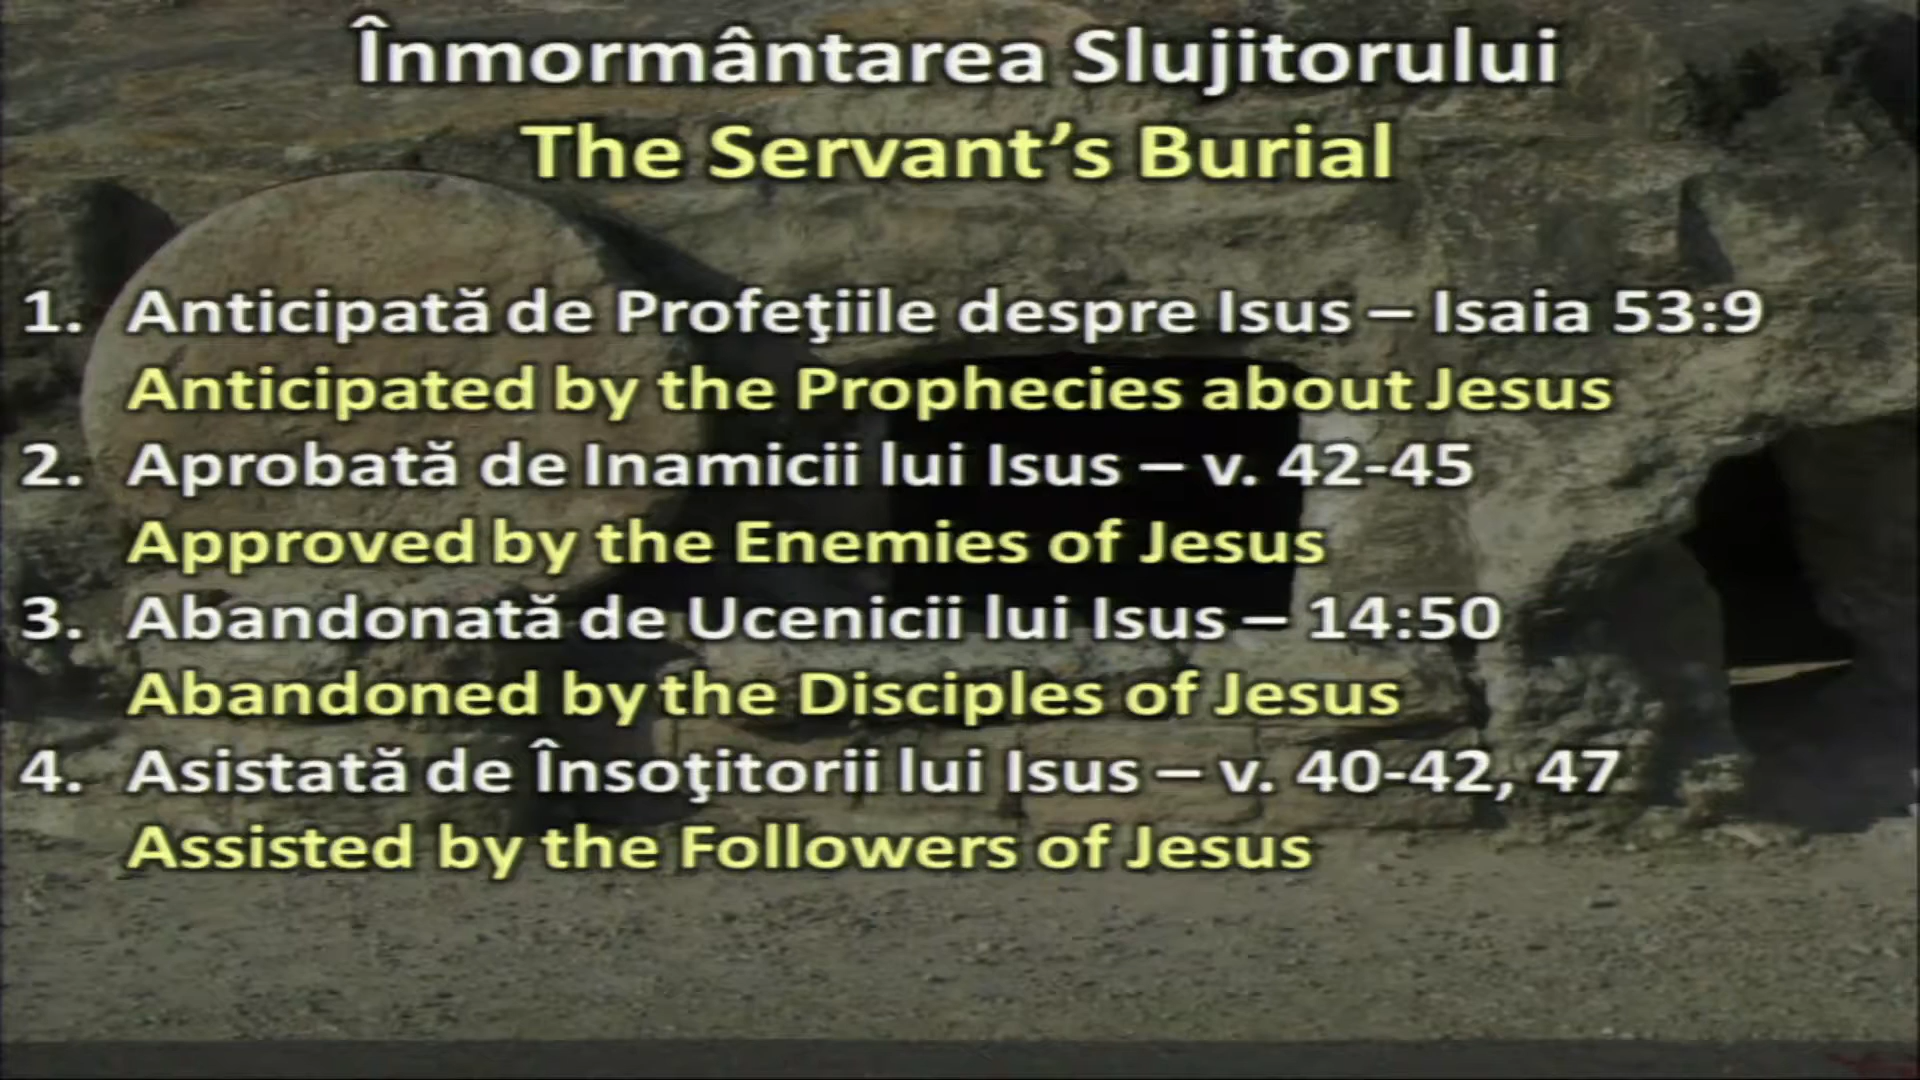 Înmormântarea Slujitorului
The Servant's Burial
1. Anticipată de Profeţiile despre Isus – Isaia 53:9
Anticipated by the Prophecies about Jesus
2. Aprobată de Inamicii lui Isus – v. 42-45
Approved by the Enemies of Jesus
3. Abandonată de Ucenicii lui Isus – 14:50
Abandoned by the Disciples of Jesus
4. Asistată de Însoţitorii lui Isus – v. 40-42, 47
Assisted by the Followers of Jesus